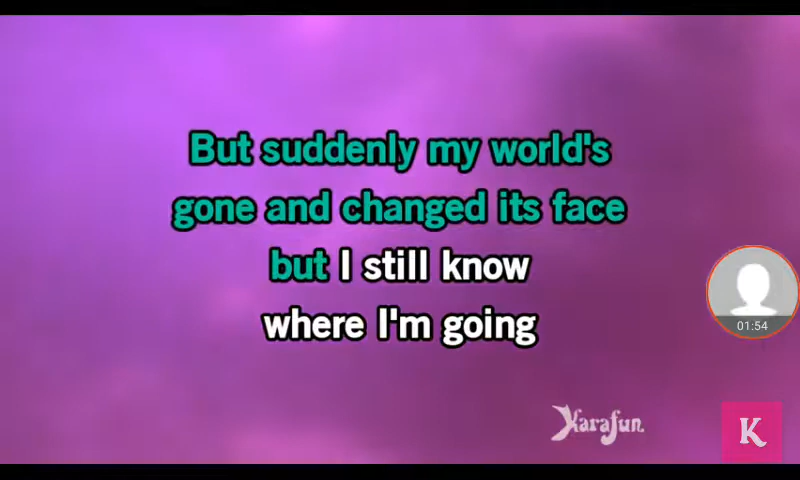 But suddenly my world's
gone and changed its face
but I still know
where I'm going
01:54
Karafun
K